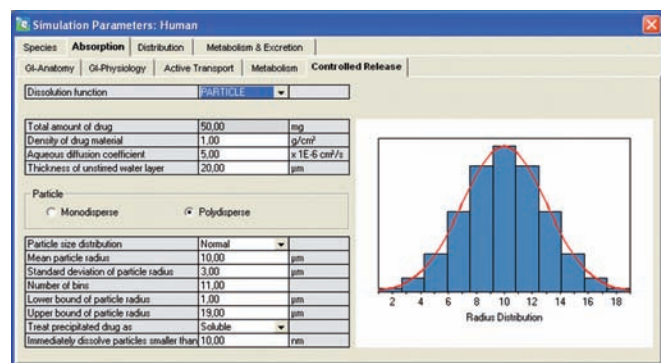 Simulation Parameters: Human
Species Absorption Distribution Metabolism & Excretion
GI-Anatomy GI-Physiology Active Transport Metabolism Controlled Release
Dissolution function PARTICLE
Total amount of drug 50,00 mg
Density of drug material 1,00 g/cm³
Aqueous diffusion coefficient 5,00 x 1E-6 cm²/s
Thickness of unstirred water layer 20,00 µm
Particle
Monodisperse Polydisperse
Particle size distribution Normal
Mean particle radius 10,00 µm
Standard deviation of particle radius 3,00 µm
Number of bins 11,00
Lower bound of particle radius 1,00 µm
Upper bound of particle radius 19,00 µm
Treat precipitated drug as Soluble
Immediately dissolve particles smaller than 10,00 nm
2 4 6 8 10 12 14 16 18
Radius Distribution